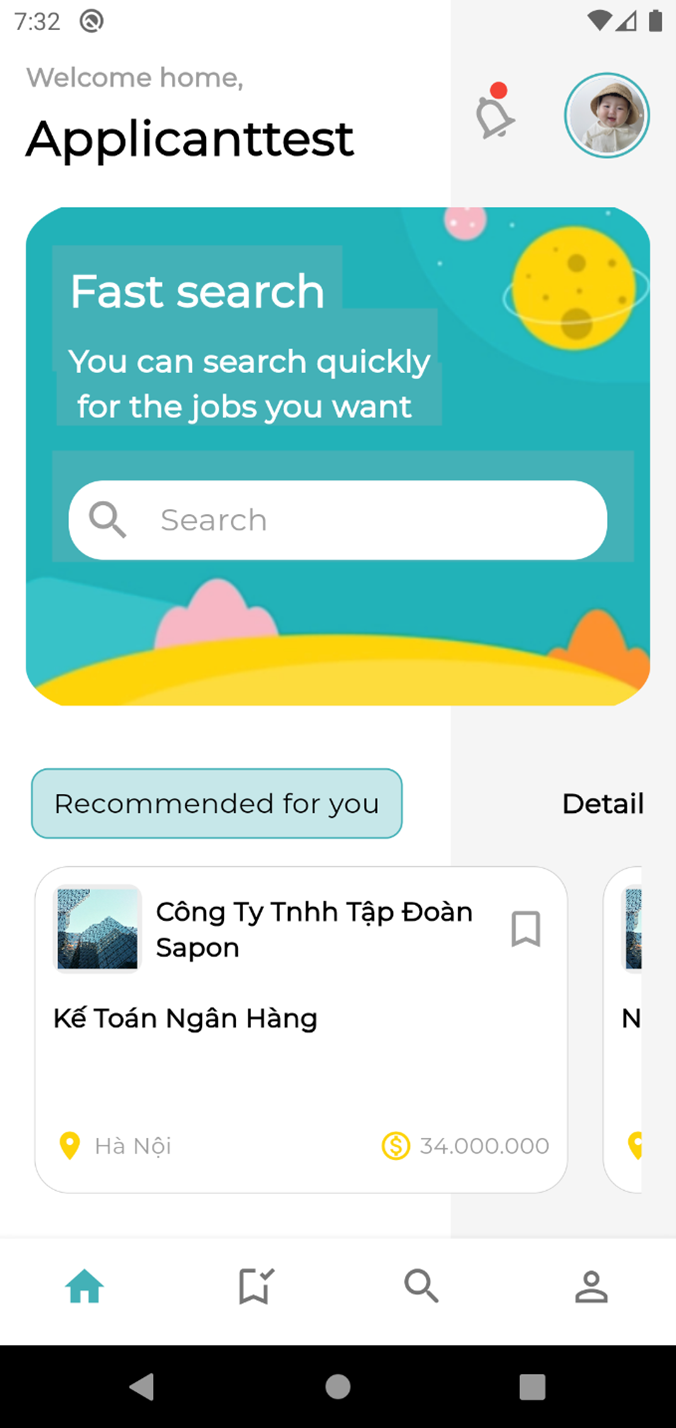 7:32
Welcome home,
Applicanttest
Fast search
You can search quickly
for the jobs you want
Search
Recommended for you
Detail
Công Ty Tnhh Tập Đoàn
Sapon
Kế Toán Ngân Hàng
N
Hà Nội
34.000.000